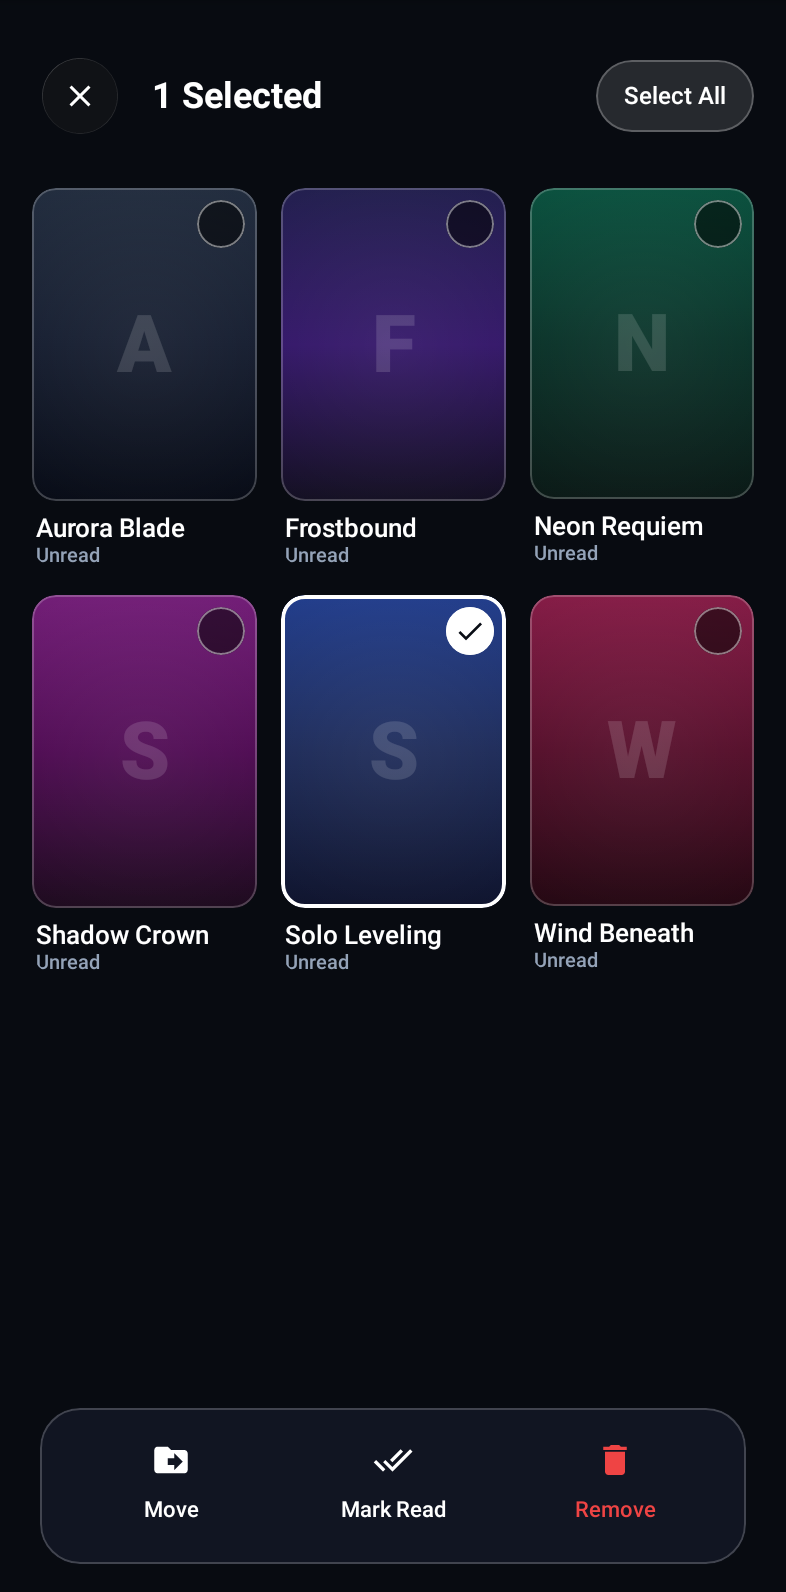 1 Selected
Select All
A
F
N
Aurora Blade
Frostbound
Neon Requiem
Unread
Unread
Unread
S
S
W
Shadow Crown
Solo Leveling
Wind Beneath
Unread
Unread
Unread
Move
Mark Read
Remove